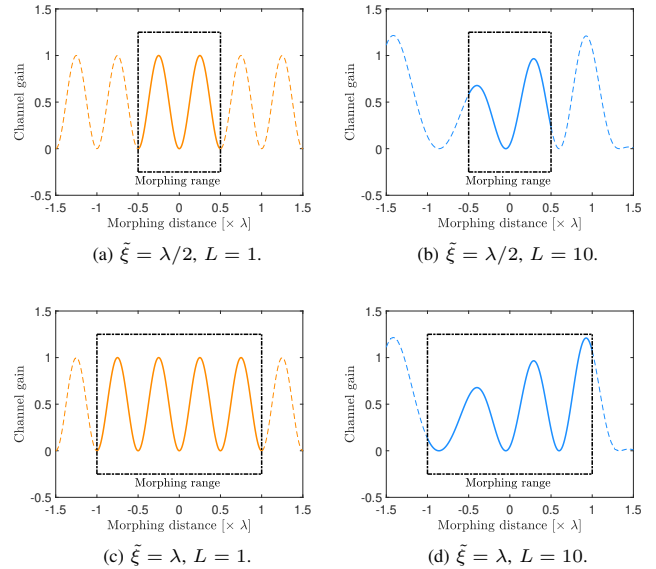 1.5
1
0.5
0
-0.5
Channel gain
Morphing range
-1.5 -1 -0.5 0 0.5 1 1.5
Morphing distance [× λ]
(a) ξ̃ = λ/2, L = 1.
1.5
1
0.5
0
-0.5
Channel gain
Morphing range
-1.5 -1 -0.5 0 0.5 1 1.5
Morphing distance [× λ]
(b) ξ̃ = λ/2, L = 10.
1.5
1
0.5
0
-0.5
Channel gain
Morphing range
-1.5 -1 -0.5 0 0.5 1 1.5
Morphing distance [× λ]
(c) ξ̃ = λ, L = 1.
1.5
1
0.5
0
-0.5
Channel gain
Morphing range
-1.5 -1 -0.5 0 0.5 1 1.5
Morphing distance [× λ]
(d) ξ̃ = λ, L = 10.